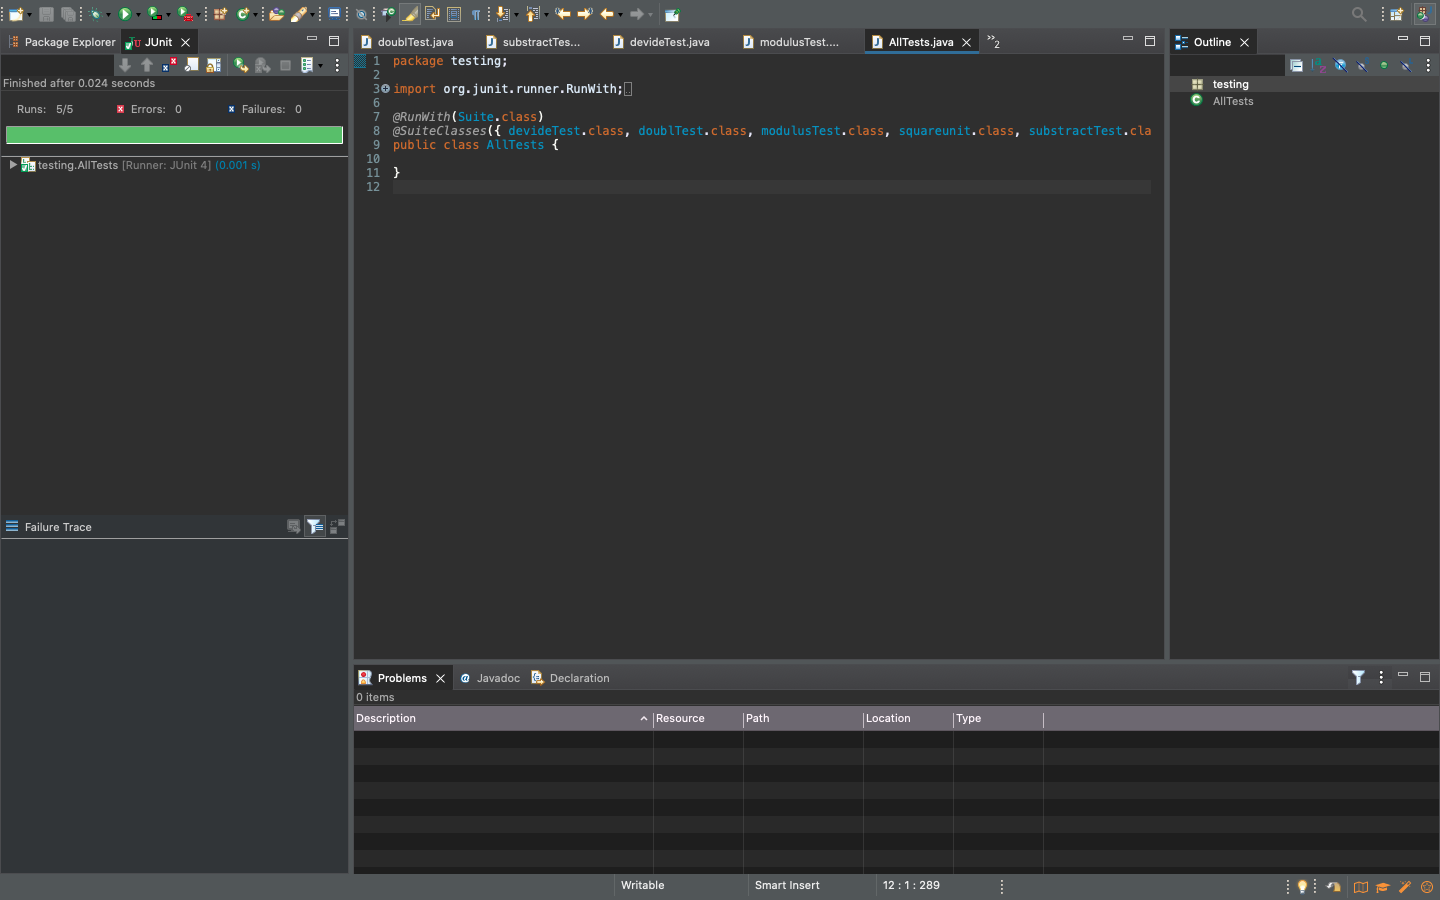 Package Explorer
JUnit
Finished after 0.024 seconds
Runs: 5/5
Errors: 0
Failures: 0
testing.AllTests [Runner: JUnit 4] (0.001 s)
Failure Trace
doublTest.java
substractTes...
devideTest.java
modulusTest....
AllTests.java
»2
1 package testing;
2
3 import org.junit.runner.RunWith;
6
7 @RunWith(Suite.class)
8 @SuiteClasses({ devideTest.class, doublTest.class, modulusTest.class, squareunit.class, substractTest.cla
9 public class AllTests {
10
11 }
12
Outline
testing
AllTests
Problems
Javadoc
Declaration
0 items
Description
Resource
Path
Location
Type
Writable
Smart Insert
12 : 1 : 289